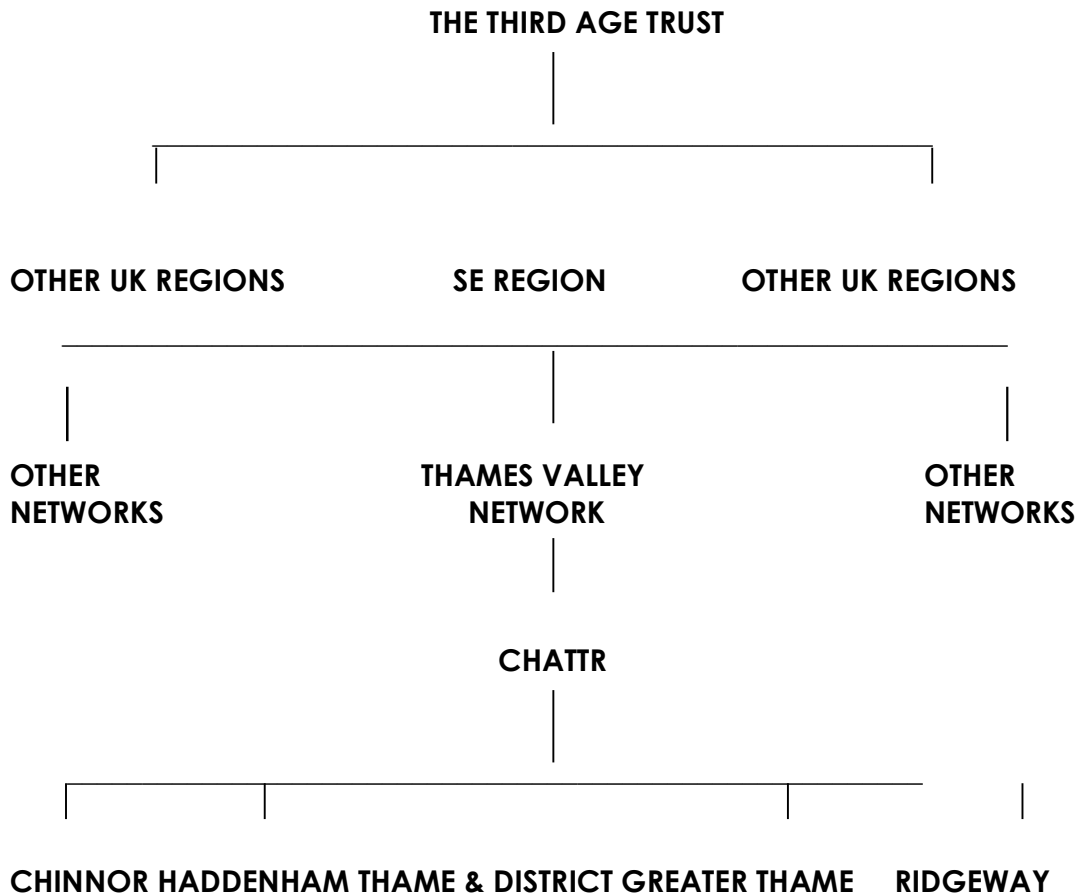 THE THIRD AGE TRUST
OTHER UK REGIONS SE REGION OTHER UK REGIONS
OTHER NETWORKS THAMES VALLEY NETWORK OTHER NETWORKS
CHATTR
CHINNOR HADDENHAM THAME & DISTRICT GREATER THAME RIDGEWAY